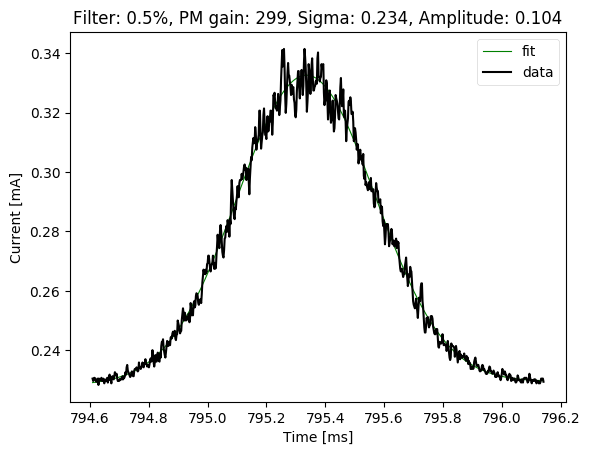 Filter: 0.5%, PM gain: 299, Sigma: 0.234, Amplitude: 0.104
fit
data
Current [mA]
0.34
0.32
0.30
0.28
0.26
0.24
794.6 794.8 795.0 795.2 795.4 795.6 795.8 796.0 796.2
Time [ms]